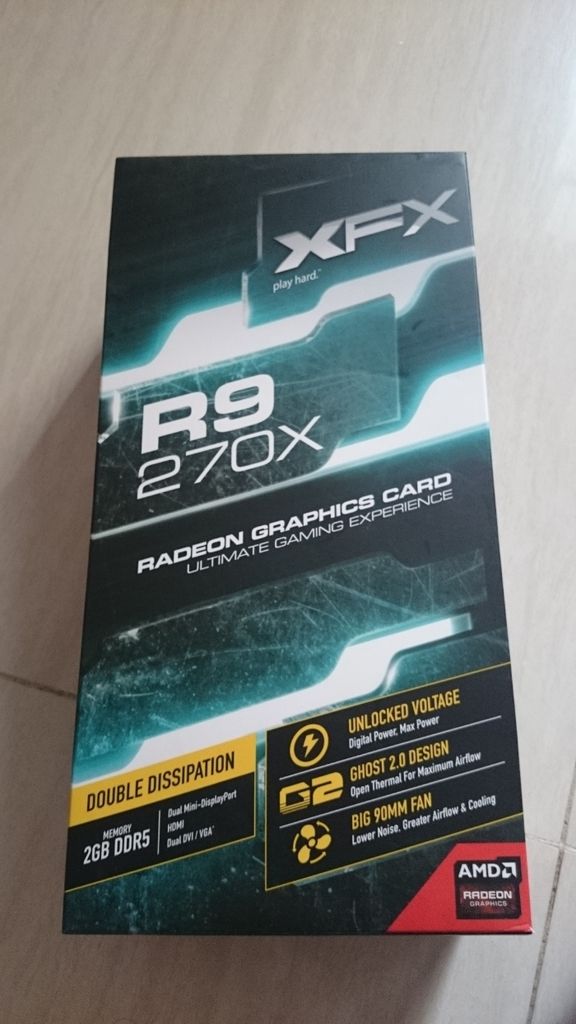 XFX
play hard.™
R9
270X
RADEON GRAPHICS CARD
ULTIMATE GAMING EXPERIENCE
DOUBLE DISSIPATION
MEMORY
2GB DDR5
Dual Mini-DisplayPort
HDMI
Dual DVI / VGA*
UNLOCKED VOLTAGE
Digital Power, Max Power
G2
GHOST 2.0 DESIGN
Open Thermal For Maximum Airflow
BIG 90MM FAN
Lower Noise, Greater Airflow & Cooling
AMD
RADEON
GRAPHICS